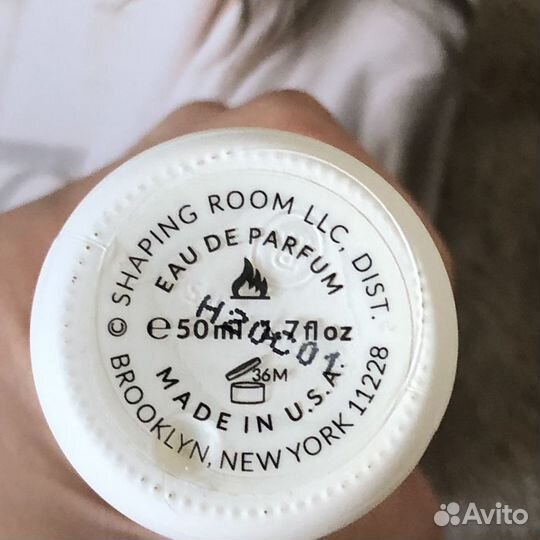 © SHAPING ROOM LLC, DIST.
EAU DE PARFUM
℮50ml 1.7fl oz
36M
MADE IN U.S.A.
BROOKLYN, NEW YORK 11228
Avito